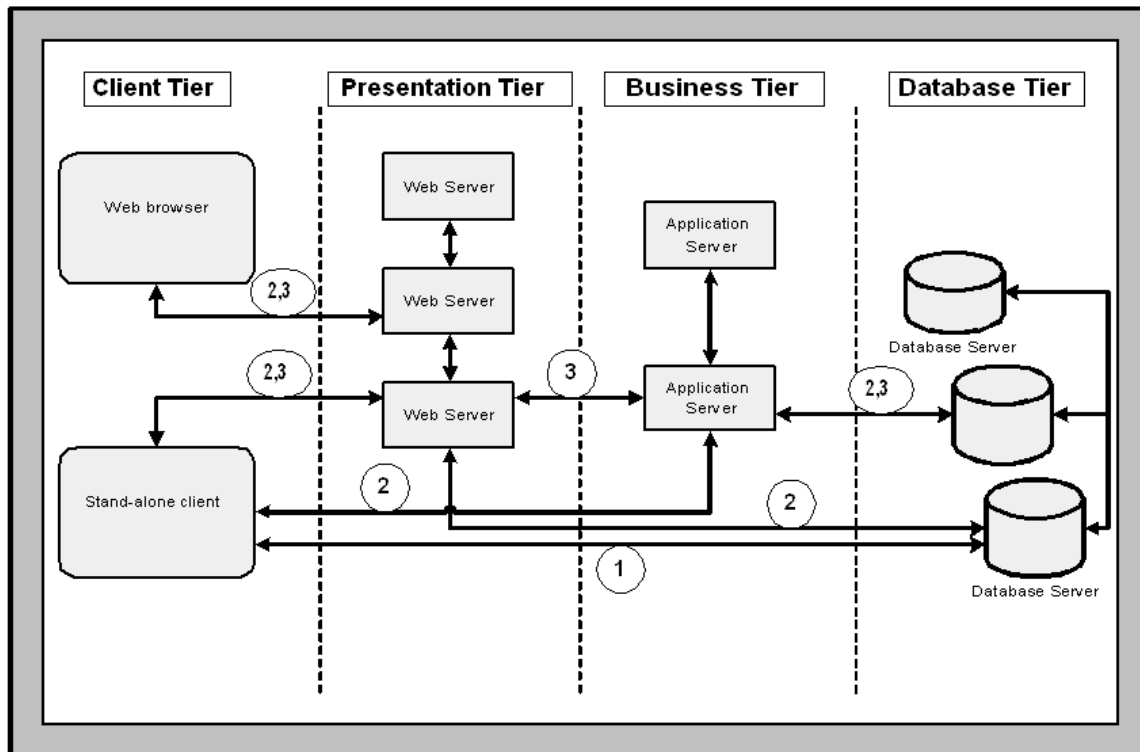 Client Tier
Presentation Tier
Business Tier
Database Tier
Web browser
Web Server
Application
Server
2,3
Web Server
Database Server
2,3
3
2,3
Web Server
Application
Server
Stand-alone client
2
2
1
Database Server